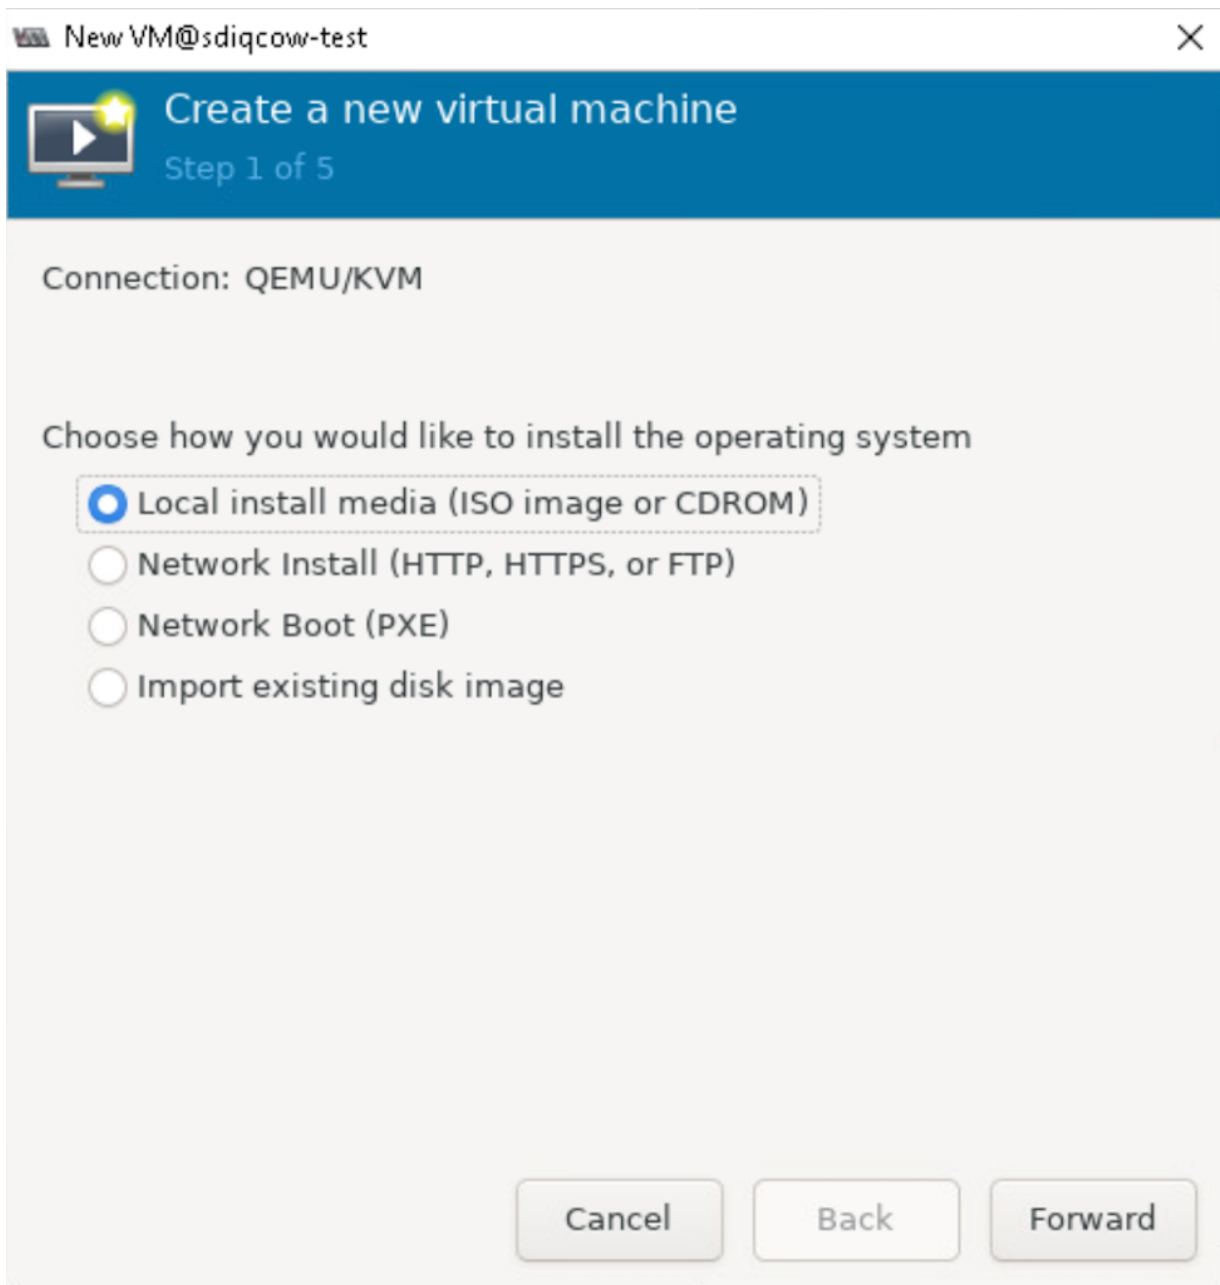 New VM@sdiqcow-test
Create a new virtual machine
Step 1 of 5
Connection: QEMU/KVM
Choose how you would like to install the operating system
Local install media (ISO image or CDROM)
Network Install (HTTP, HTTPS, or FTP)
Network Boot (PXE)
Import existing disk image
Cancel Back Forward